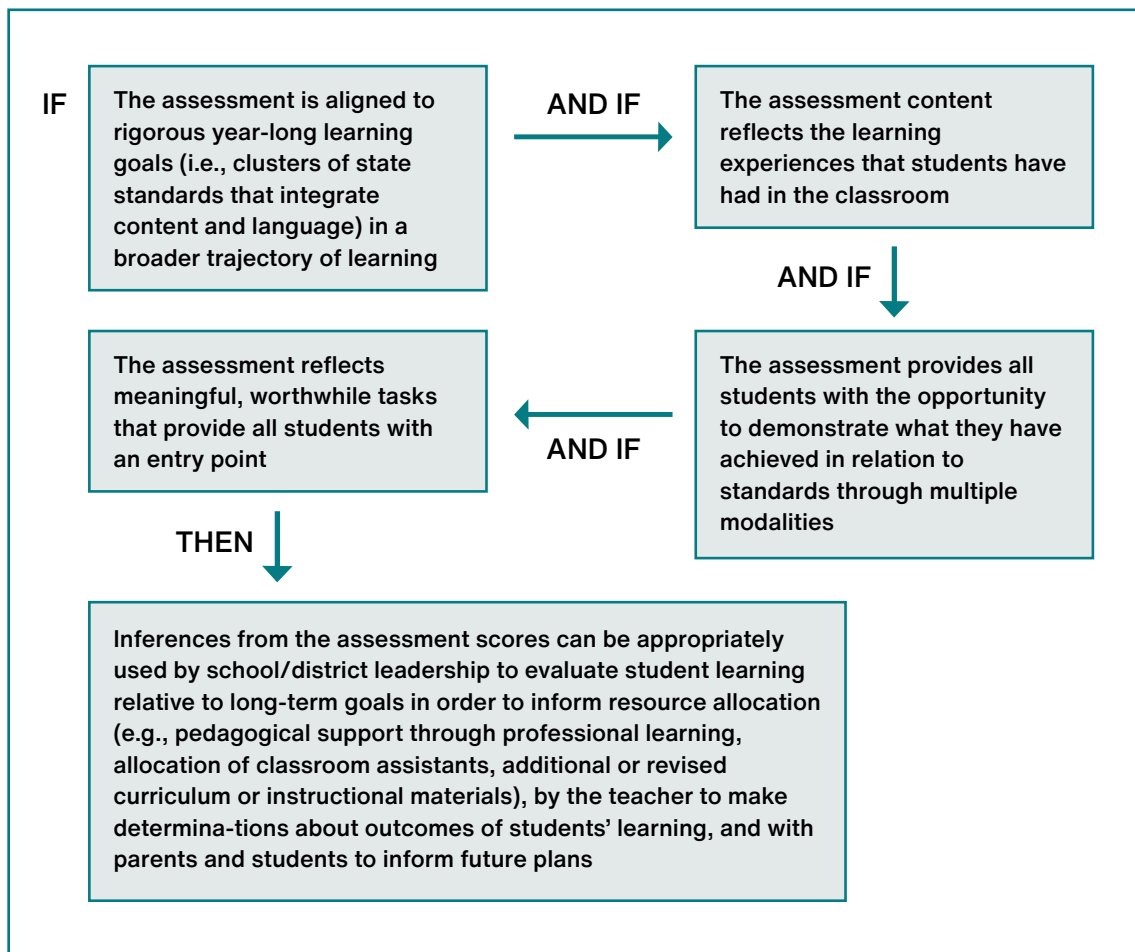 IF
The assessment is aligned to
rigorous year-long learning
goals (i.e., clusters of state
standards that integrate
content and language) in a
broader trajectory of learning
AND IF
The assessment content
reflects the learning
experiences that students have
had in the classroom
AND IF
The assessment provides all
students with the opportunity
to demonstrate what they have
achieved in relation to
standards through multiple
modalities
AND IF
The assessment reflects
meaningful, worthwhile tasks
that provide all students with
an entry point
THEN
Inferences from the assessment scores can be appropriately
used by school/district leadership to evaluate student learning
relative to long-term goals in order to inform resource allocation
(e.g., pedagogical support through professional learning,
allocation of classroom assistants, additional or revised
curriculum or instructional materials), by the teacher to make
determina-tions about outcomes of students’ learning, and with
parents and students to inform future plans